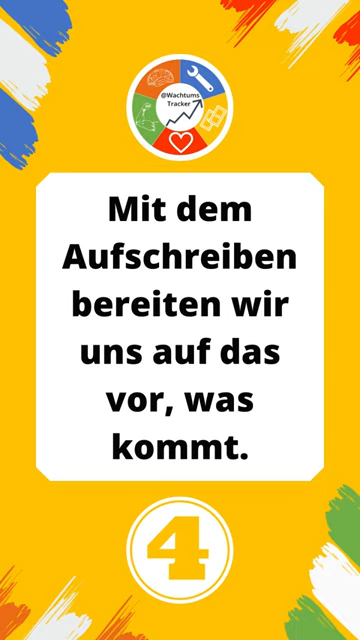 @Wachtums
Tracker
Mit dem
Aufschreiben
bereiten wir
uns auf das
vor, was
kommt.
4